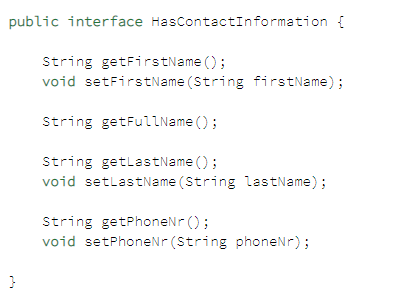 public interface HasContactInformation {
String getFirstName();
void setFirstName(String firstName);
String getFullName();
String getLastName();
void setLastName(String lastName);
String getPhoneNr();
void setPhoneNr(String phoneNr);
}